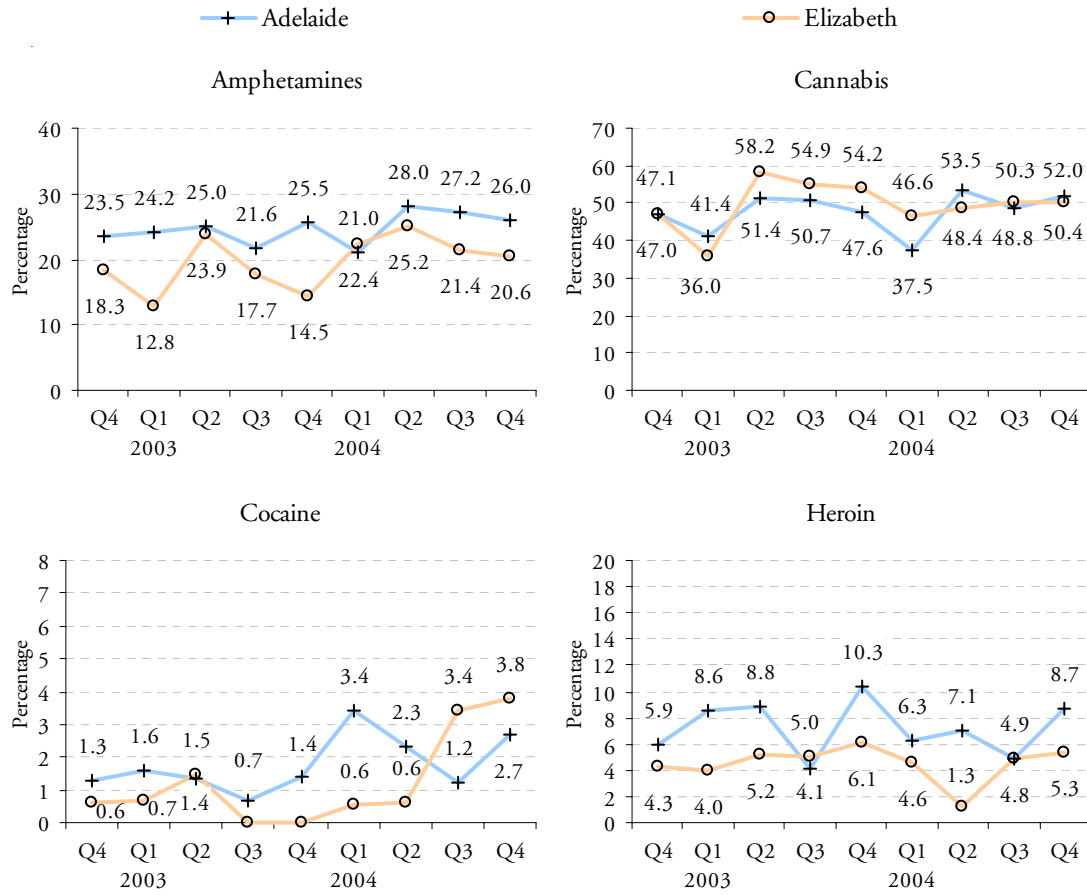 Adelaide Elizabeth
Amphetamines
Percentage
40
30
20
10
0
23.5 24.2 25.0 21.6 25.5 21.0 28.0 27.2 26.0
18.3 12.8 23.9 17.7 14.5 22.4 25.2 21.4 20.6
Q4 Q1 Q2 Q3 Q4 Q1 Q2 Q3 Q4
2003 2004
Cannabis
Percentage
70
60
50
40
30
20
10
0
47.1 41.4 58.2 54.9 54.2 46.6 53.5 50.3 52.0
47.0 36.0 51.4 50.7 47.6 37.5 48.4 48.8 50.4
Q4 Q1 Q2 Q3 Q4 Q1 Q2 Q3 Q4
2003 2004
Cocaine
Percentage
8
7
6
5
4
3
2
1
0
1.3 1.6 1.5 0.7 1.4 3.4 2.3 3.4 3.8
0.6 0.7 1.4 0.6 0.6 1.2 2.7
Q4 Q1 Q2 Q3 Q4 Q1 Q2 Q3 Q4
2003 2004
Heroin
Percentage
20
18
16
14
12
10
8
6
4
2
0
5.9 8.6 8.8 5.0 10.3 6.3 7.1 4.9 8.7
4.3 4.0 5.2 4.1 6.1 4.6 1.3 4.8 5.3
Q4 Q1 Q2 Q3 Q4 Q1 Q2 Q3 Q4
2003 2004